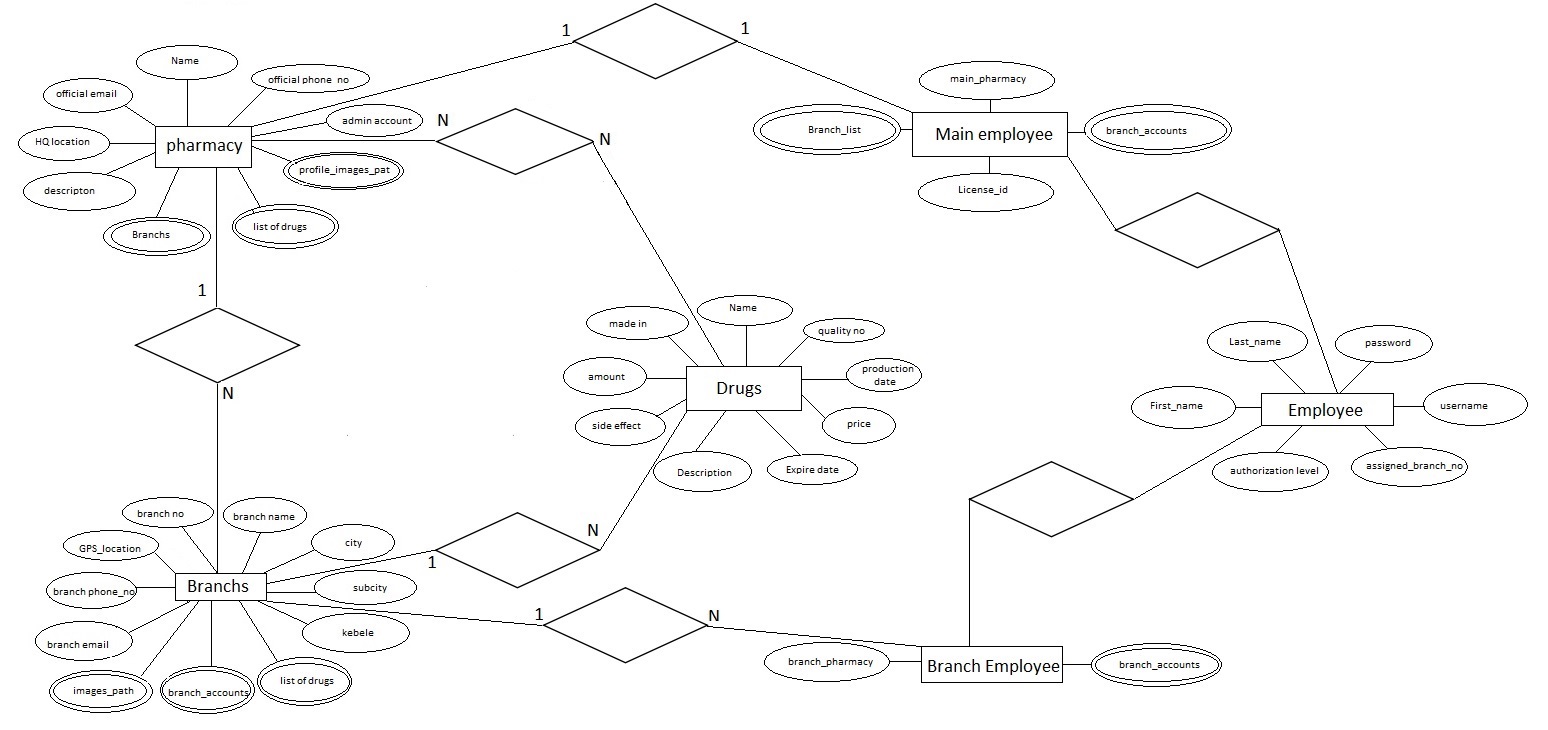 1
1
Name
official phone no
official email
main_pharmacy
admin account
N
N
Branch_list
Main employee
branch_accounts
HQ location
pharmacy
profile_images_pat
descripton
License_id
Branchs
list of drugs
1
N
made in
Name
quality no
Last_name
password
amount
Drugs
production
date
First_name
Employee
username
side effect
price
Description
Expire date
authorization level
assigned_branch_no
branch no
branch name
N
GPS_location
city
1
branch phone_no
Branchs
subcity
1
N
branch email
kebele
branch_pharmacy
Branch Employee
branch_accounts
images_path
branch_accounts
list of drugs